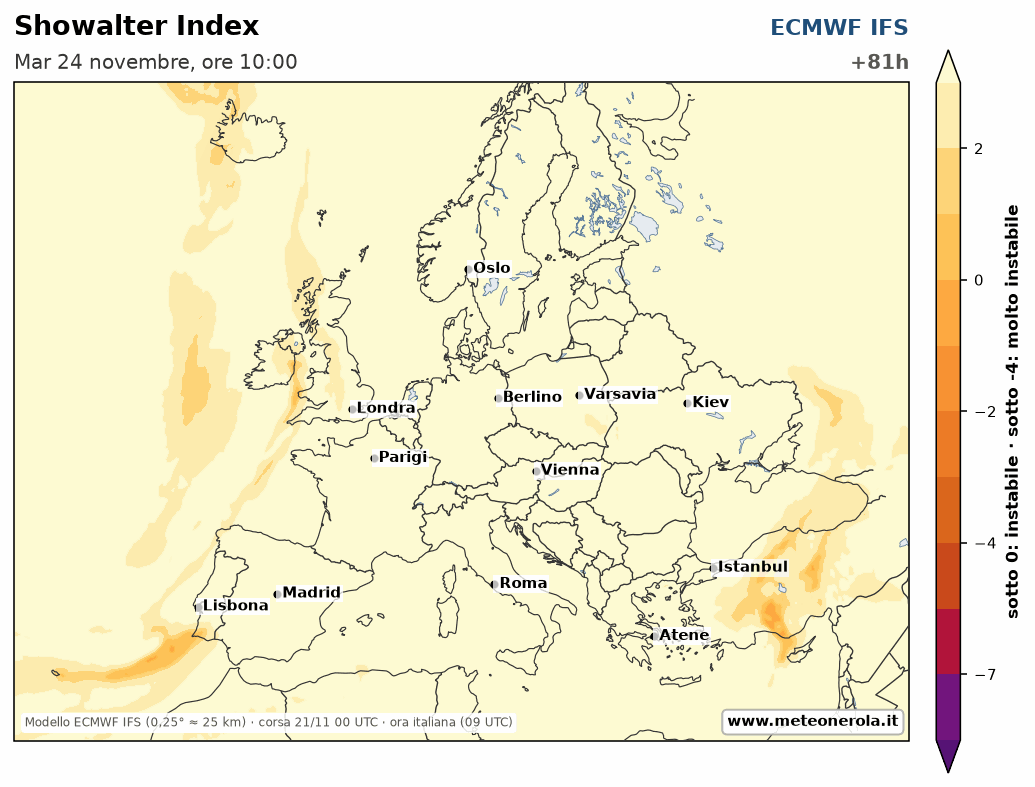 Showalter Index
ECMWF IFS
Mar 24 novembre, ore 10:00
+81h
Oslo
Londra
Berlino
Varsavia
Kiev
Parigi
Vienna
Istanbul
Roma
Madrid
Lisbona
Atene
Modello ECMWF IFS (0,25° ≈ 25 km) · corsa 21/11 00 UTC · ora italiana (09 UTC)
www.meteonerola.it
2
0
−2
−4
−7
sotto 0: instabile · sotto -4: molto instabile